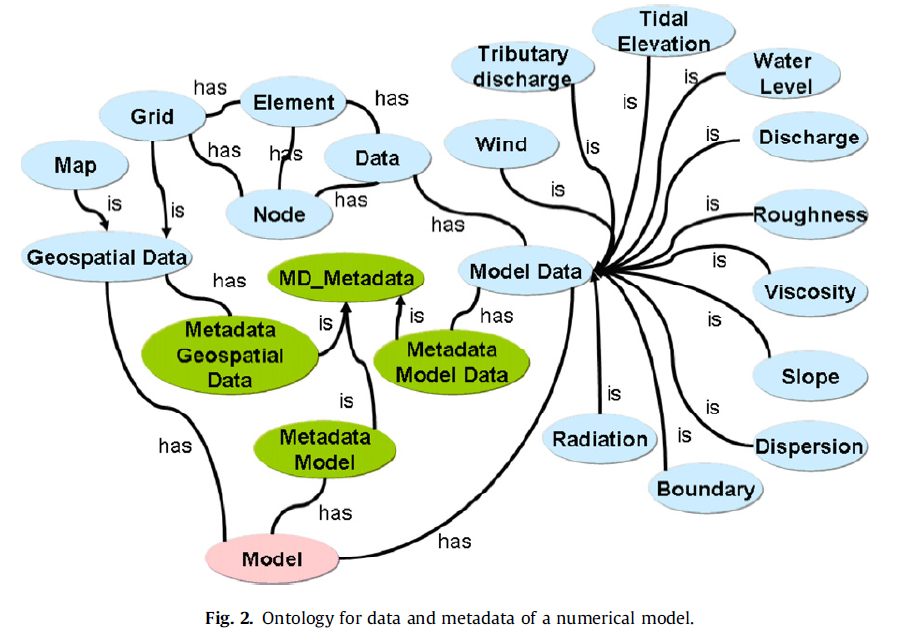 Tidal
Elevation
Tributary
discharge
is
Water
Level
has
Element
has
Grid
is
is
Discharge
Wind
is
has
has
Data
Map
is
is
has
is
Roughness
Node
is
has
Geospatial Data
is
Model Data
MD_Metadata
has
Viscosity
is
is
has
is
Metadata
Geospatial
Data
Metadata
Model Data
Slope
is
is
Metadata
Model
Radiation
is
Dispersion
has
Boundary
has
has
Model
Fig. 2. Ontology for data and metadata of a numerical model.